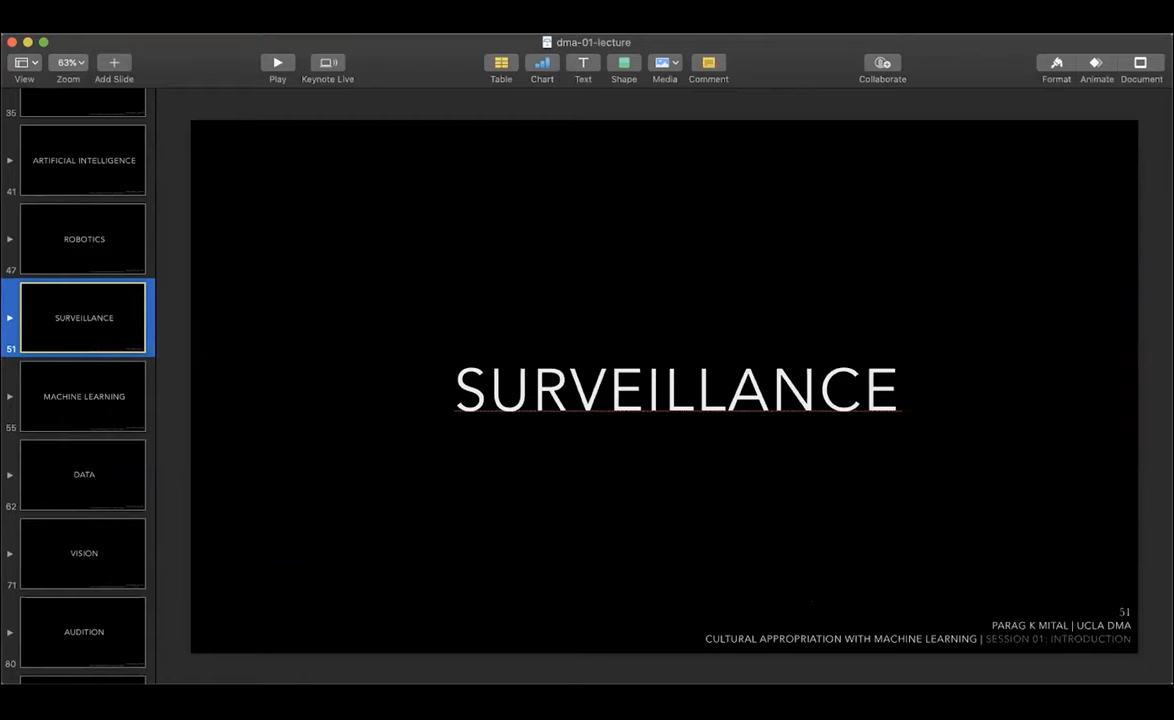 dma-01-lecture
63%
View
Zoom
Add Slide
Play
Keynote Live
Table
Chart
Text
Shape
Media
Comment
Collaborate
Format
Animate
Document
35
ARTIFICIAL INTELLIGENCE
41
ROBOTICS
47
SURVEILLANCE
51
MACHINE LEARNING
55
DATA
62
VISION
71
AUDITION
80
SURVEILLANCE
51
PARAG K MITAL | UCLA DMA
CULTURAL APPROPRIATION WITH MACHINE LEARNING | SESSION 01: INTRODUCTION